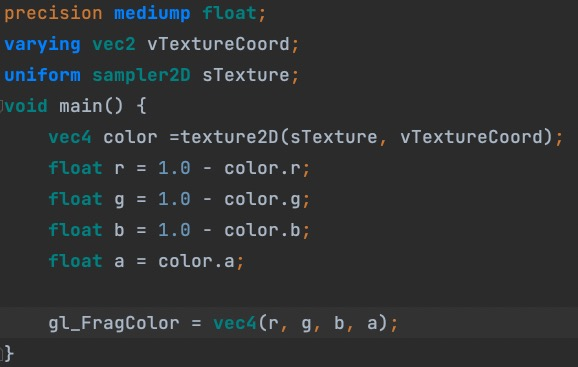 precision mediump float;
varying vec2 vTextureCoord;
uniform sampler2D sTexture;
void main() {
    vec4 color =texture2D(sTexture, vTextureCoord);
    float r = 1.0 - color.r;
    float g = 1.0 - color.g;
    float b = 1.0 - color.b;
    float a = color.a;

    gl_FragColor = vec4(r, g, b, a);
}